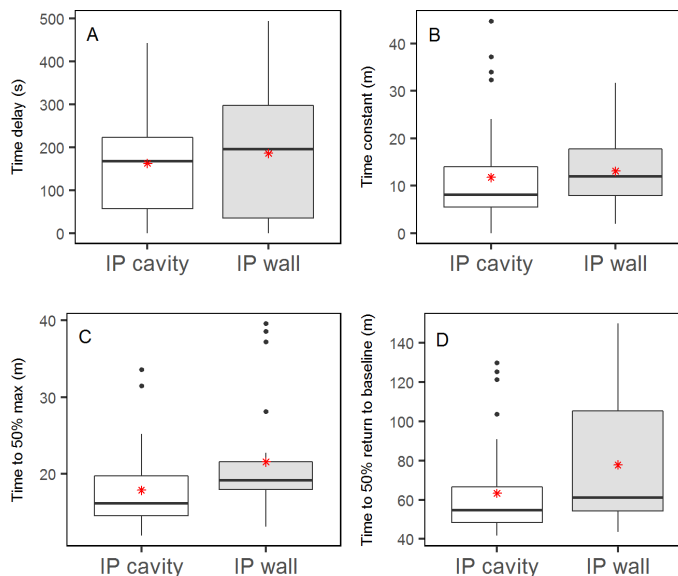 A
Time delay (s)
500
400
300
200
100
0
IP cavity IP wall
B
Time constant (m)
40
30
20
10
0
IP cavity IP wall
C
Time to 50% max (m)
40
30
20
IP cavity IP wall
D
Time to 50% return to baseline (m)
140
120
100
80
60
40
IP cavity IP wall